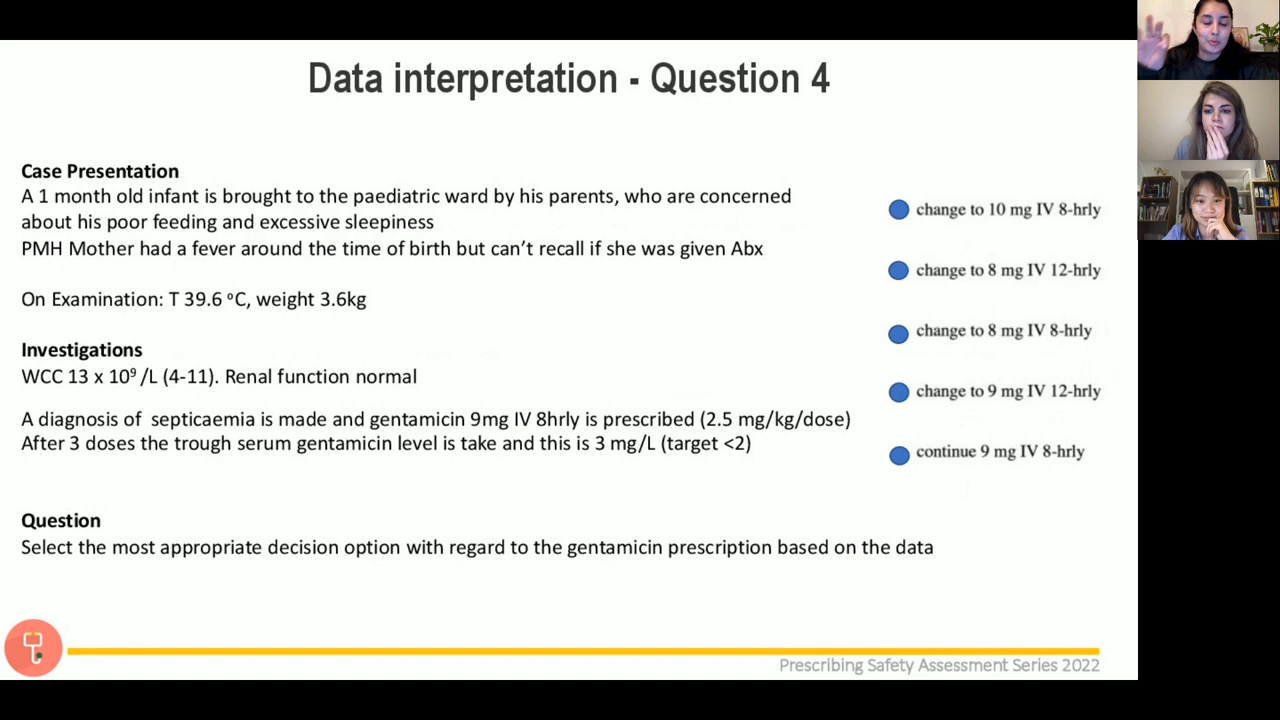 Data interpretation - Question 4
Case Presentation
A 1 month old infant is brought to the paediatric ward by his parents, who are concerned
about his poor feeding and excessive sleepiness
PMH Mother had a fever around the time of birth but can’t recall if she was given Abx
On Examination: T 39.6 ºC, weight 3.6kg
Investigations
WCC 13 x 10⁹ /L (4-11). Renal function normal
A diagnosis of septicaemia is made and gentamicin 9mg IV 8hrly is prescribed (2.5 mg/kg/dose)
After 3 doses the trough serum gentamicin level is take and this is 3 mg/L (target <2)
Question
Select the most appropriate decision option with regard to the gentamicin prescription based on the data
change to 10 mg IV 8-hrly
change to 8 mg IV 12-hrly
change to 8 mg IV 8-hrly
change to 9 mg IV 12-hrly
continue 9 mg IV 8-hrly
Prescribing Safety Assessment Series 2022